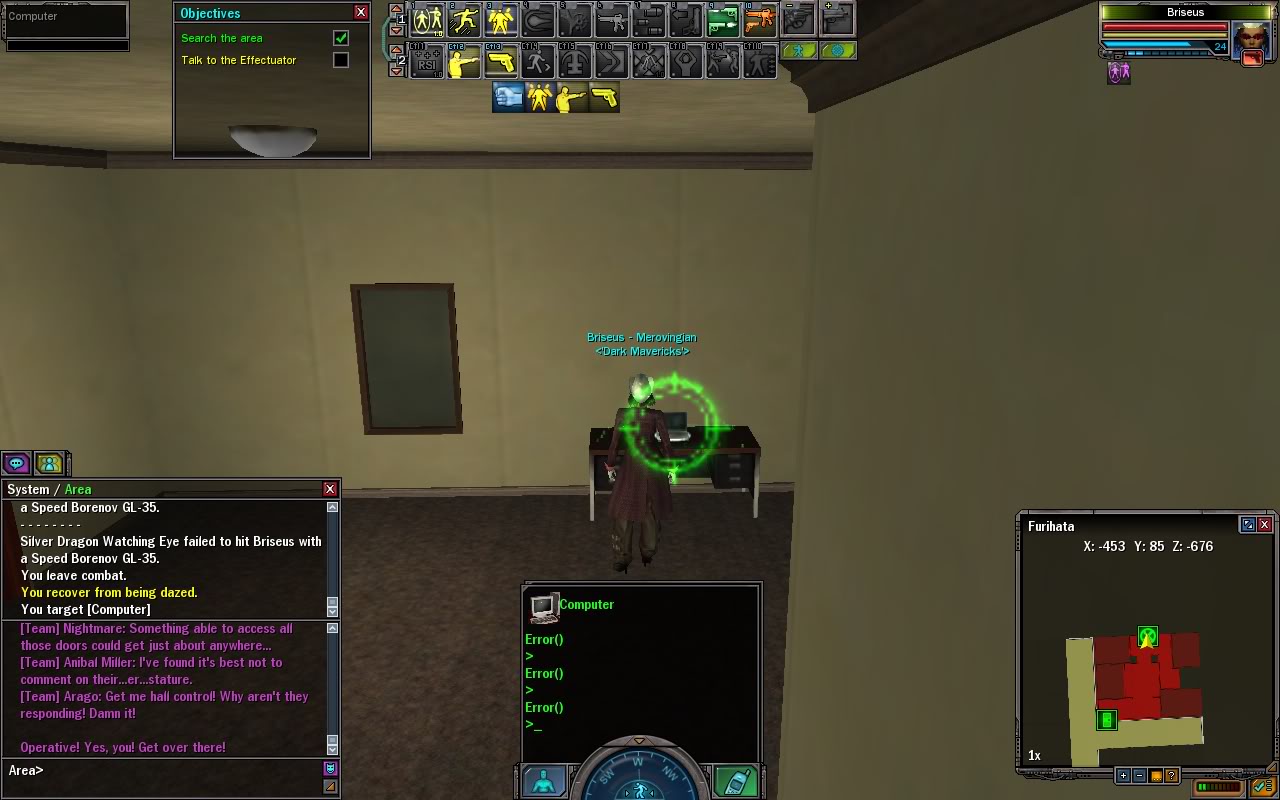 Computer
Objectives
Search the area
Talk to the Effectuator
1
2
RSI
Briseus
24
Briseus - Merovingian
<'Dark Mavericks'>
System / Area
a Speed Borenov GL-35.
- - - - - - - -
Silver Dragon Watching Eye failed to hit Briseus with
a Speed Borenov GL-35.
You leave combat.
You recover from being dazed.
You target [Computer]
[Team] Nightmare: Something able to access all
those doors could get just about anywhere...
[Team] Anibal Miller: I've found it's best not to
comment on their...er...stature.
[Team] Arago: Get me hall control! Why aren't they
responding! Damn it!
Operative! Yes, you! Get over there!
Area>
Computer
Error()
>
Error()
>
Error()
>_
SW
W
NW
Furihata
X: -453 Y: 85 Z: -676
1x